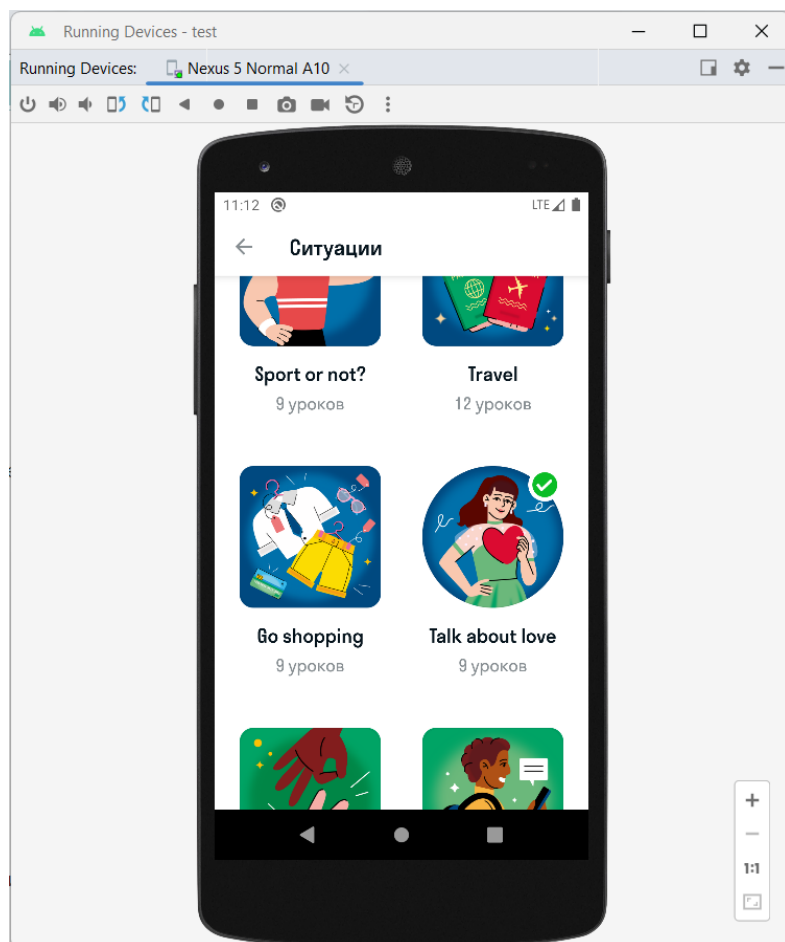 Running Devices - test
Running Devices: Nexus 5 Normal A10
11:12 LTE
Ситуации
Sport or not? Travel
9 уроков 12 уроков
Go shopping Talk about love
9 уроков 9 уроков
1:1